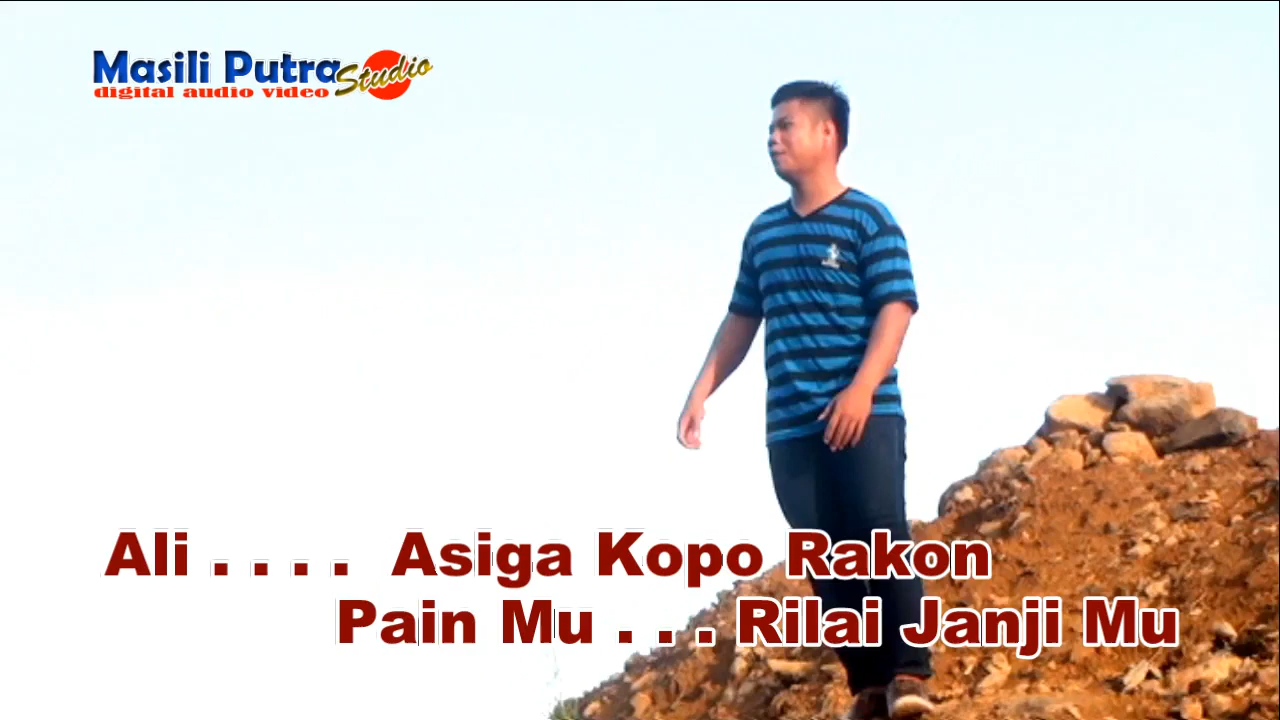 Masili Putra Studio
digital audio video
Ali . . . . Asiga Kopo Rakon
Pain Mu . . . Rilai Janji Mu